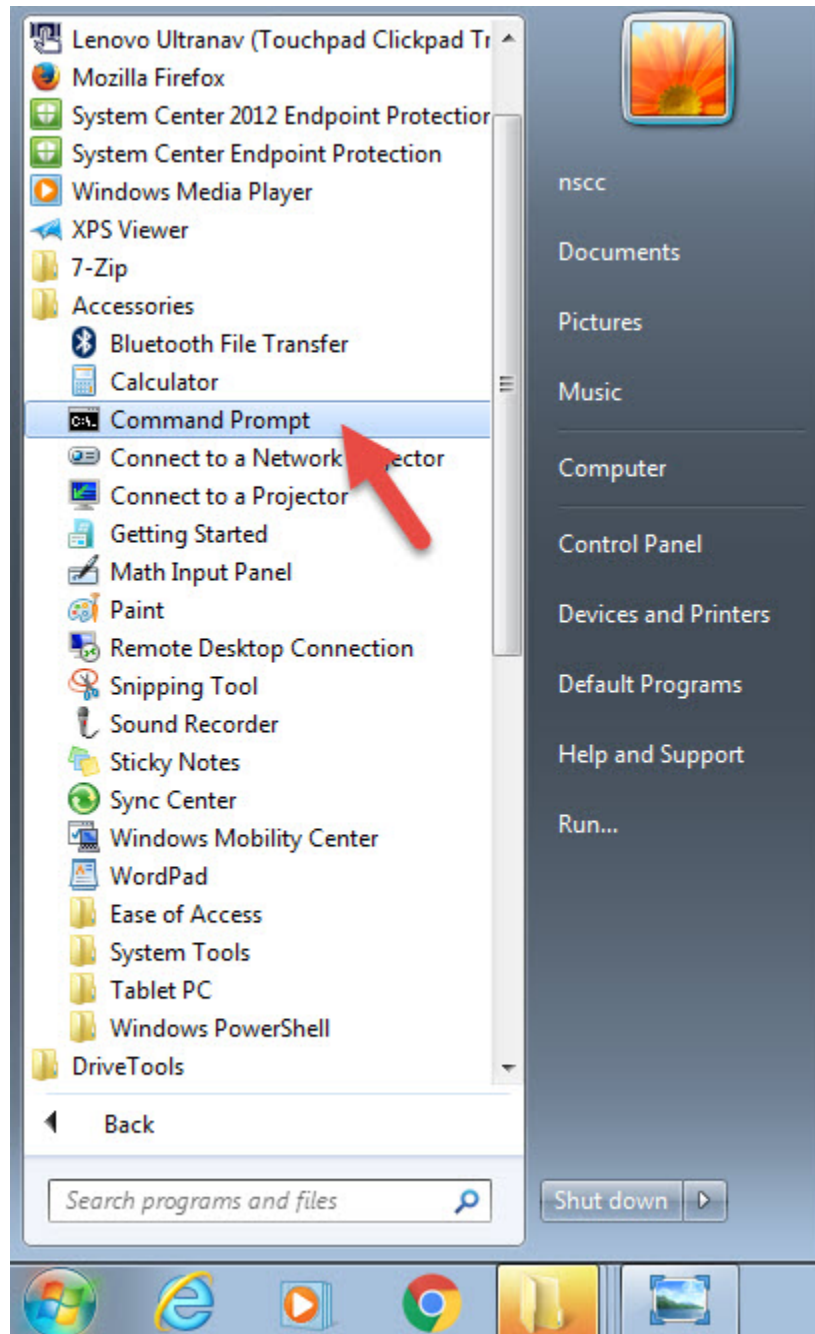 Lenovo Ultranav (Touchpad Clickpad Tr
Mozilla Firefox
System Center 2012 Endpoint Protection
System Center Endpoint Protection
Windows Media Player
XPS Viewer
7-Zip
Accessories
Bluetooth File Transfer
Calculator
C:\.
Command Prompt
Connect to a Network jector
Connect to a Projector
Getting Started
Math Input Panel
Paint
Remote Desktop Connection
Snipping Tool
Sound Recorder
Sticky Notes
Sync Center
Windows Mobility Center
WordPad
Ease of Access
System Tools
Tablet PC
Windows PowerShell
DriveTools
Back
Search programs and files
nscc
Documents
Pictures
Music
Computer
Control Panel
Devices and Printers
Default Programs
Help and Support
Run...
Shut down